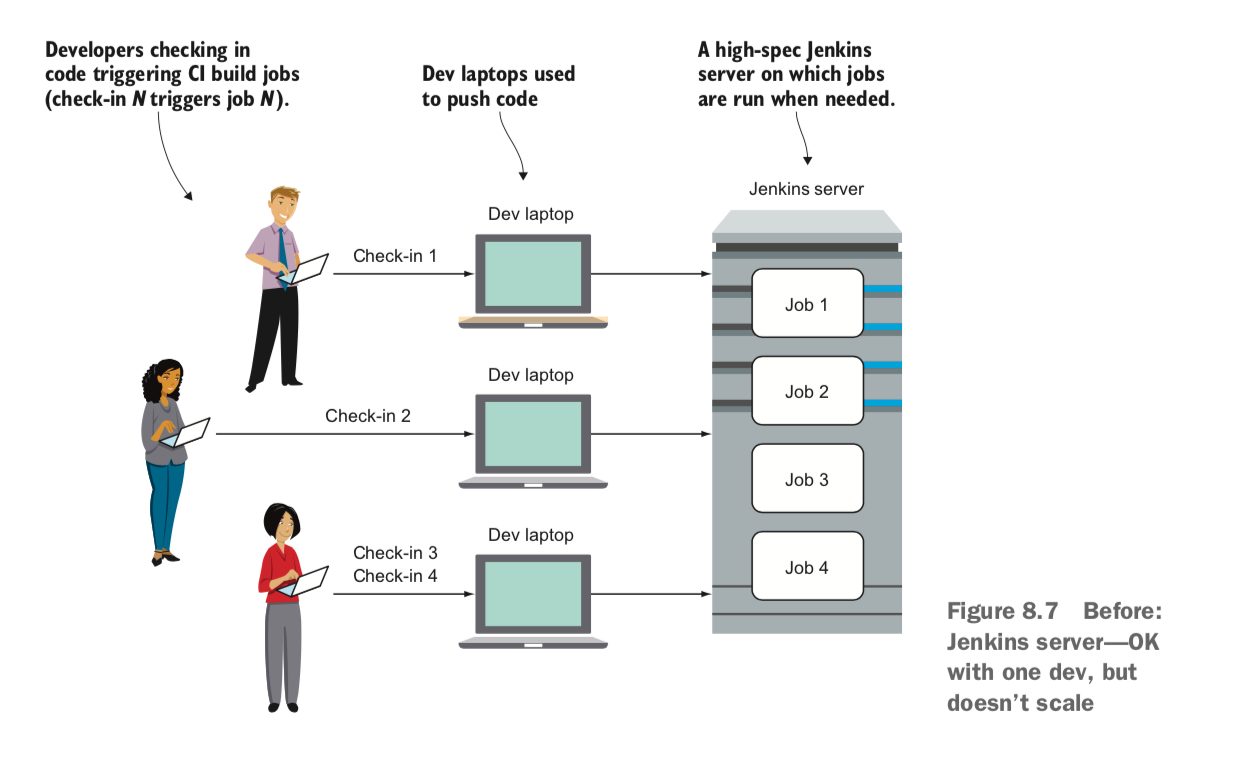 Developers checking in
code triggering CI build jobs
(check-in N triggers job N).
Dev laptops used
to push code
A high-spec Jenkins
server on which jobs
are run when needed.
Jenkins server
Dev laptop
Check-in 1
Job 1
Dev laptop
Check-in 2
Job 2
Job 3
Dev laptop
Check-in 3
Check-in 4
Job 4
Figure 8.7 Before:
Jenkins server—OK
with one dev, but
doesn’t scale